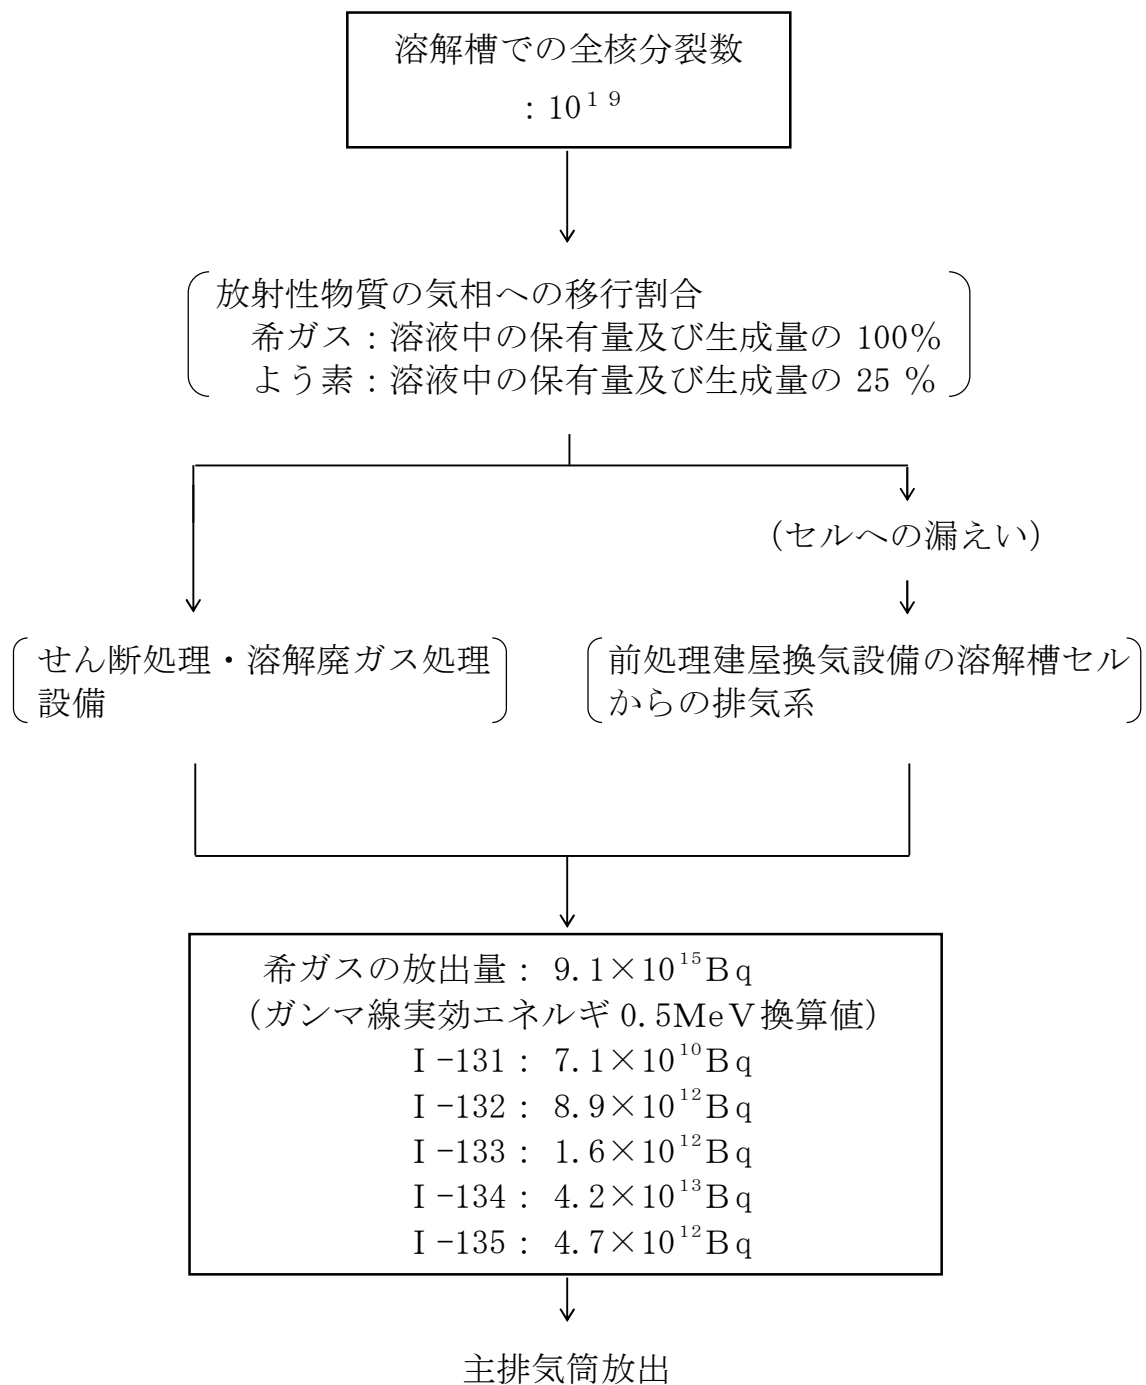 溶解槽での全核分裂数
：10¹⁹
放射性物質の気相への移行割合
希ガス：溶液中の保有量及び生成量の 100%
よう素：溶液中の保有量及び生成量の 25 %
(セルへの漏えい)
せん断処理・溶解廃ガス処理
設備
前処理建屋換気設備の溶解槽セル
からの排気系
希ガスの放出量： 9.1×10¹⁵Bq
(ガンマ線実効エネルギ 0.5MeV換算値)
I-131： 7.1×10¹⁰Bq
I-132： 8.9×10¹²Bq
I-133： 1.6×10¹²Bq
I-134： 4.2×10¹³Bq
I-135： 4.7×10¹²Bq
主排気筒放出